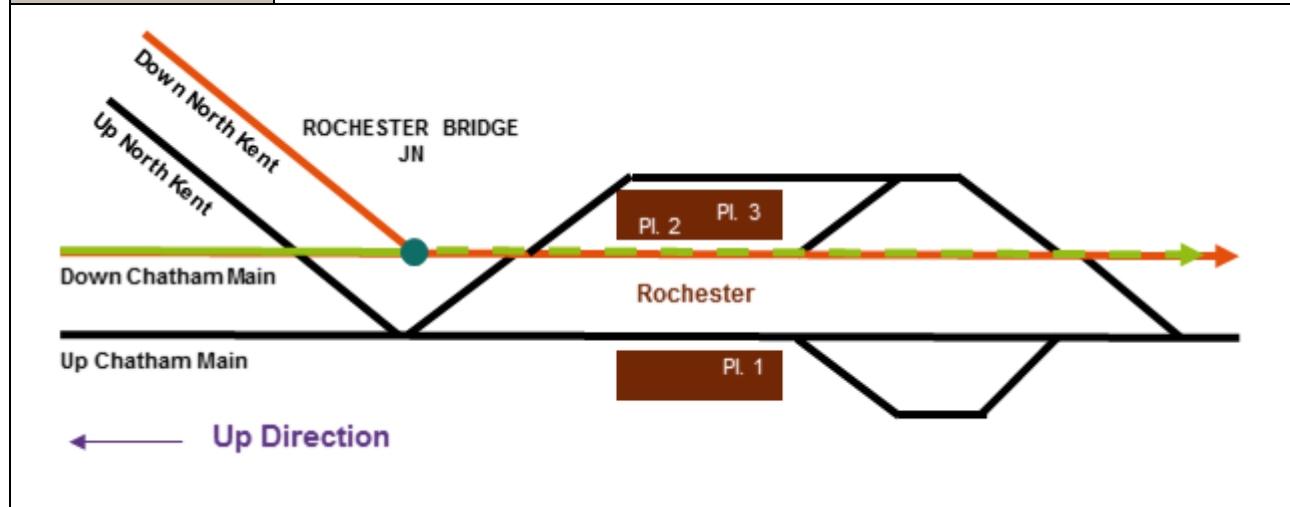 Down North Kent
Up North Kent
ROCHESTER BRIDGE
JN
Pl. 2
Pl. 3
Down Chatham Main
Rochester
Up Chatham Main
Pl. 1
Up Direction